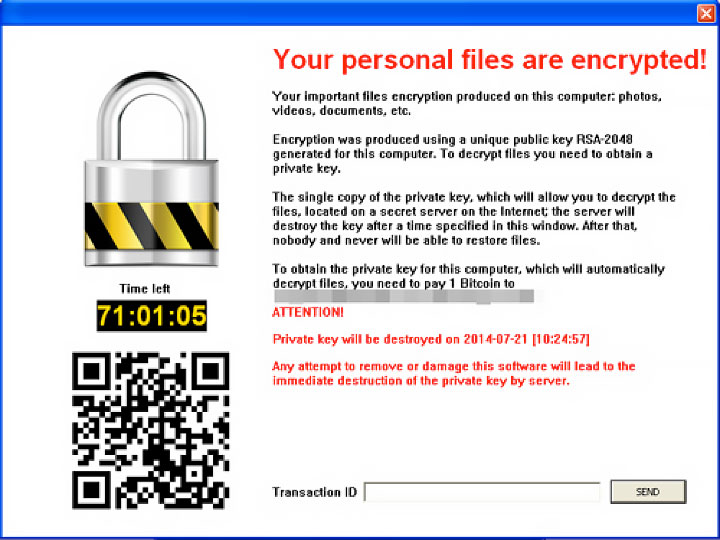 Your personal files are encrypted!
Your important files encryption produced on this computer: photos,
videos, documents, etc.
Encryption was produced using a unique public key RSA-2048
generated for this computer. To decrypt files you need to obtain a
private key.
The single copy of the private key, which will allow you to decrypt the
files, located on a secret server on the Internet; the server will
destroy the key after a time specified in this window. After that,
nobody and never will be able to restore files.
To obtain the private key for this computer, which will automatically
decrypt files, you need to pay 1 Bitcoin to
ATTENTION!
Private key will be destroyed on 2014-07-21 [10:24:57]
Any attempt to remove or damage this software will lead to the
immediate destruction of the private key by server.
Time left
71:01:05
Transaction ID
SEND